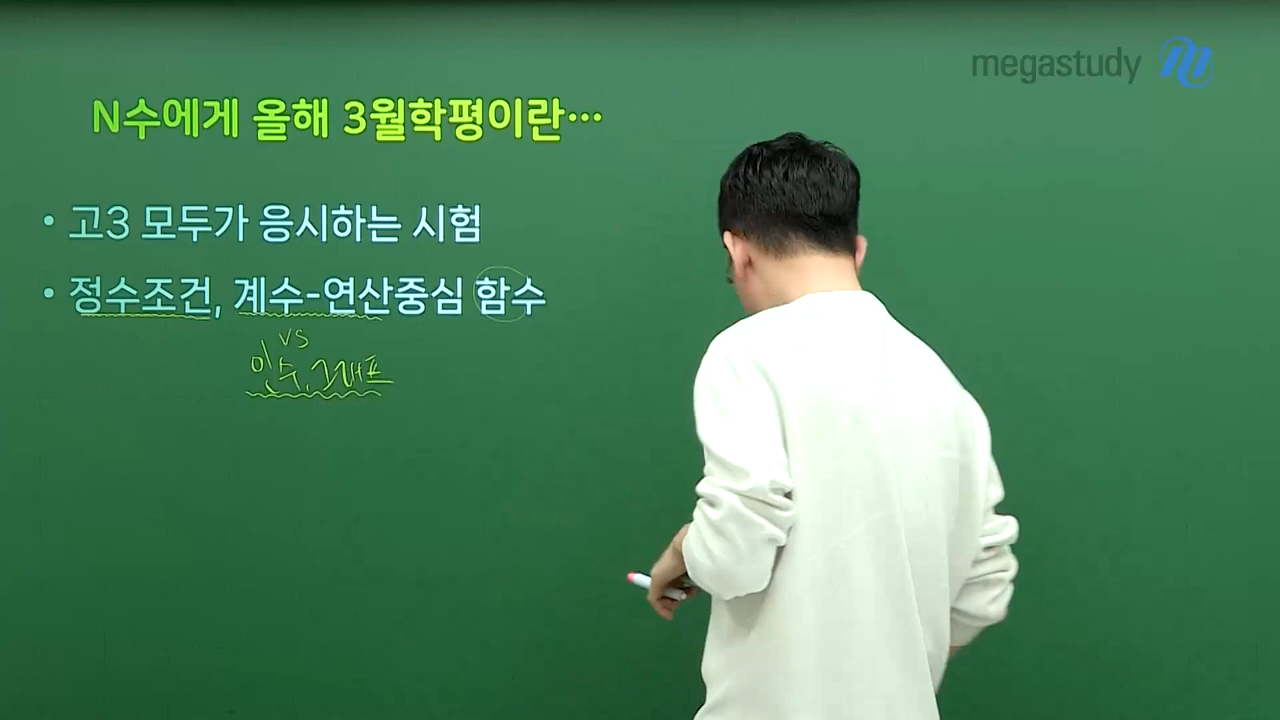 megastudy
N수에게 올해 3월학평이란…
• 고3 모두가 응시하는 시험
• 정수조건, 계수-연산중심 함수
vs
인수, 그래프